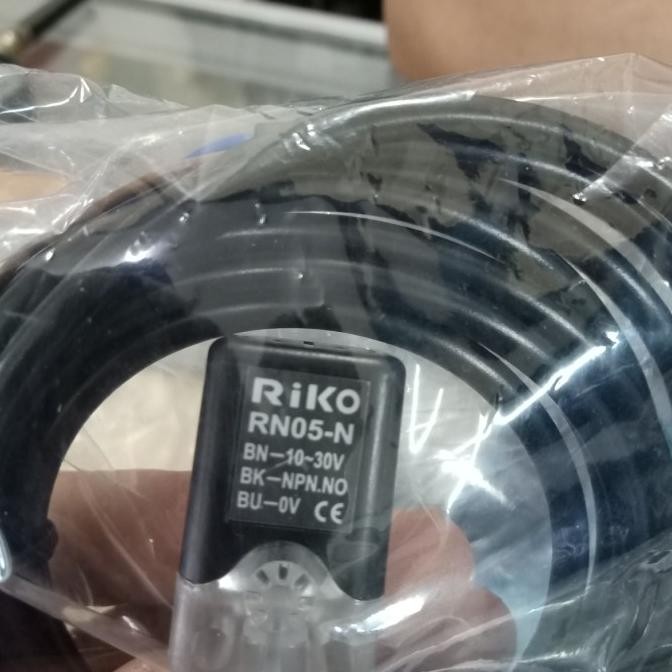 RiKO
RN05-N
BN—10~30V
BK—NPN.NO
BU—0V CE